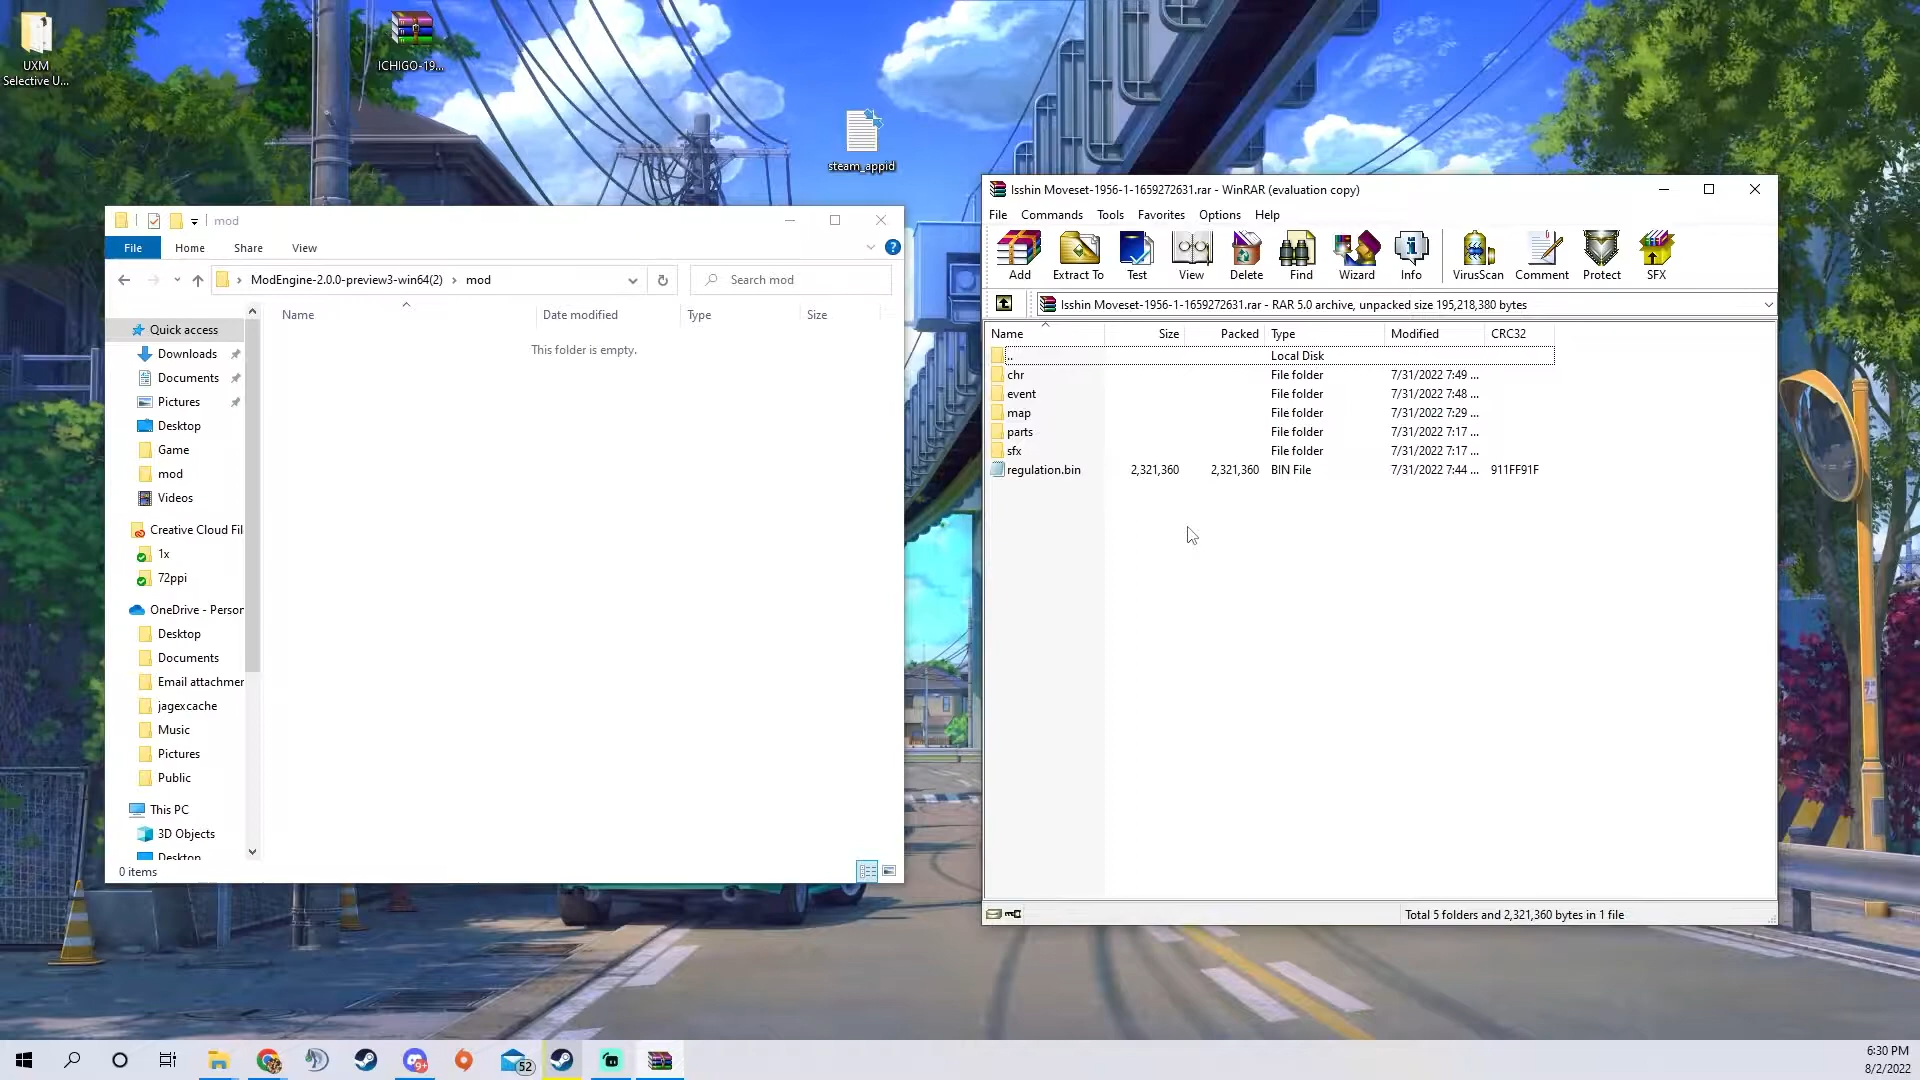 UXM
Selective U...
ICHIGO-19...
steam_appid
mod
File Home Share View
ModEngine-2.0.0-preview3-win64(2) > mod
Search mod
Name Date modified Type Size
This folder is empty.
Quick access
Downloads
Documents
Pictures
Desktop
Game
mod
Videos
Creative Cloud Fil
1x
72ppi
OneDrive - Person
Desktop
Documents
Email attachmen
jagexcache
Music
Pictures
Public
This PC
3D Objects
Desktop
0 items
Isshin Moveset-1956-1-1659272631.rar - WinRAR (evaluation copy)
File Commands Tools Favorites Options Help
Add Extract To Test View Delete Find Wizard Info VirusScan Comment Protect SFX
Isshin Moveset-1956-1-1659272631.rar - RAR 5.0 archive, unpacked size 195,218,380 bytes
Name Size Packed Type Modified CRC32
.. Local Disk
chr File folder 7/31/2022 7:49 ...
event File folder 7/31/2022 7:48 ...
map File folder 7/31/2022 7:29 ...
parts File folder 7/31/2022 7:17 ...
sfx File folder 7/31/2022 7:17 ...
regulation.bin 2,321,360 2,321,360 BIN File 7/31/2022 7:44 ... 911FF91F
Total 5 folders and 2,321,360 bytes in 1 file
9+
52
6:30 PM
8/2/2022